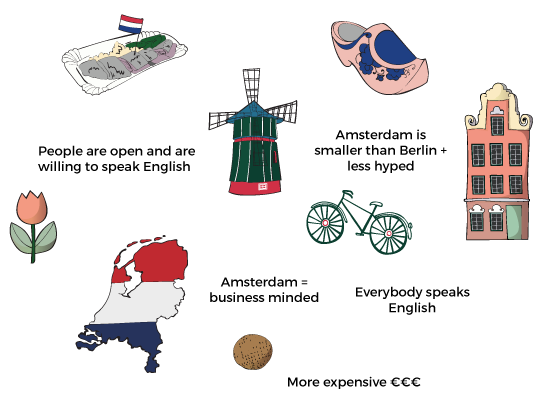 People are open and are
willing to speak English
Amsterdam is
smaller than Berlin +
less hyped
Amsterdam =
business minded
Everybody speaks
English
More expensive €€€